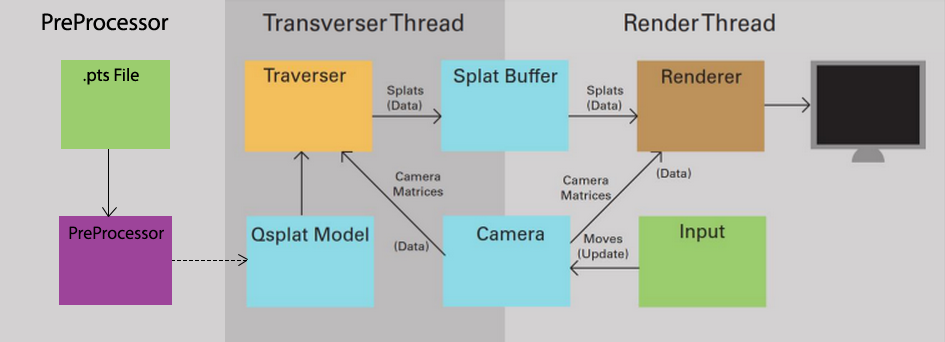 PreProcessor
Transverser Thread
Render Thread
.pts File
Traverser
Splats
(Data)
Splat Buffer
Splats
(Data)
Renderer
Camera
Matrices
(Data)
Camera
Matrices
(Data)
PreProcessor
Qsplat Model
Camera
Moves
(Update)
Input